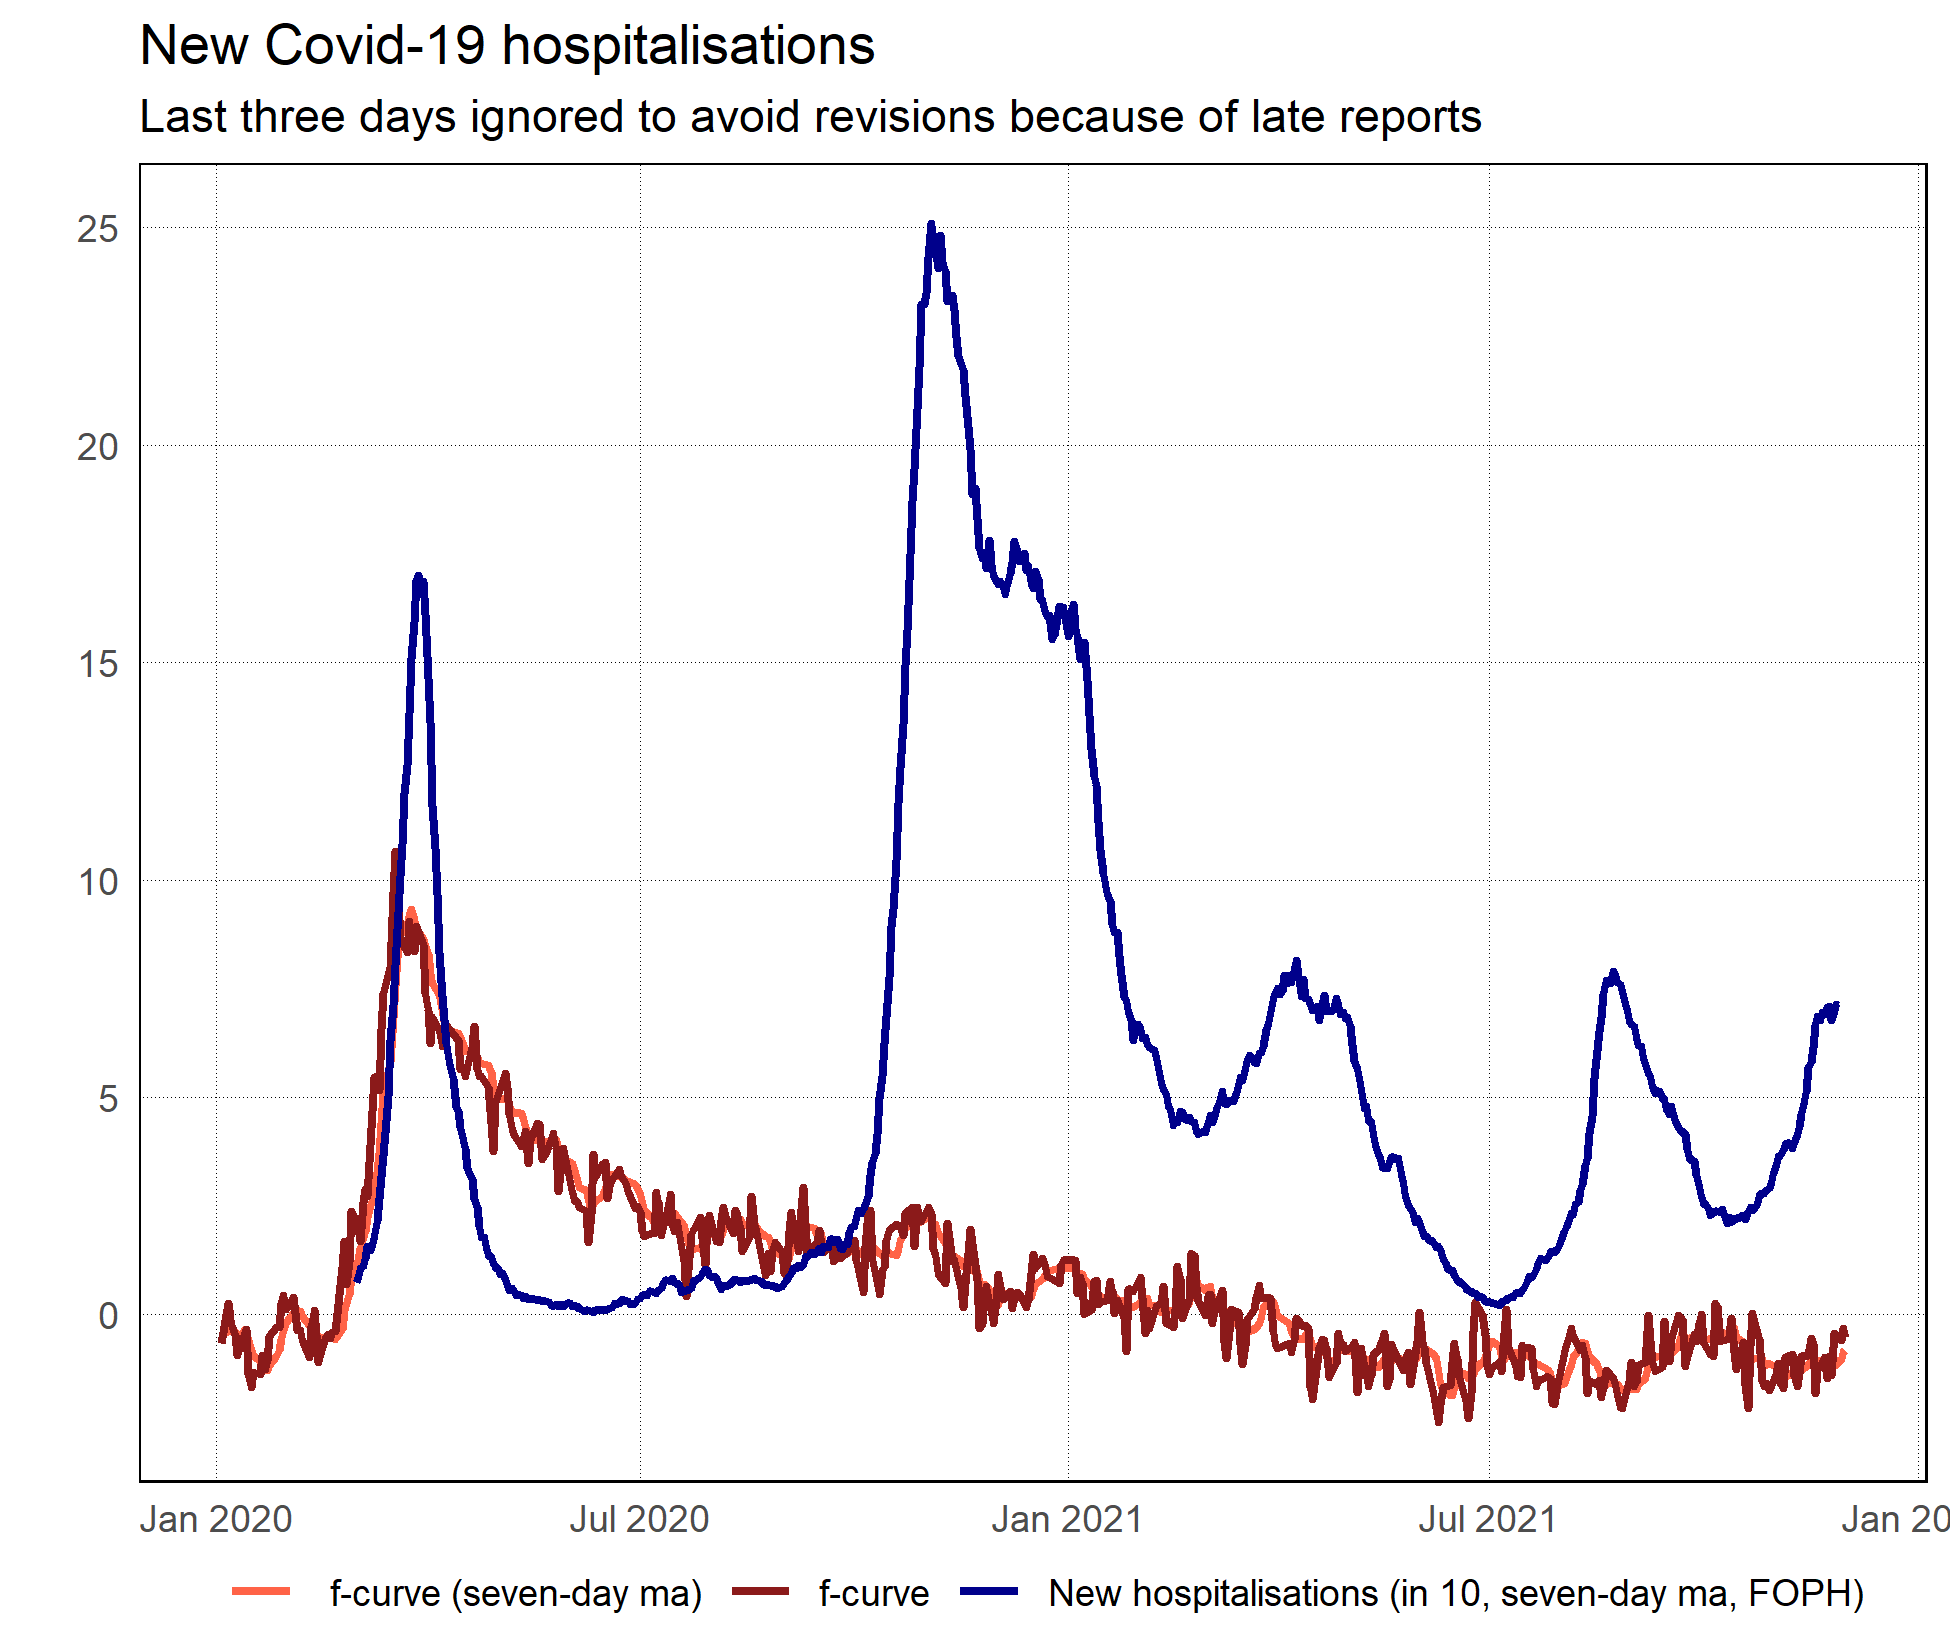 New Covid-19 hospitalisations
Last three days ignored to avoid revisions because of late reports
25
20
15
10
5
0
Jan 2020 Jul 2020 Jan 2021 Jul 2021 Jan 20
f-curve (seven-day ma) f-curve New hospitalisations (in 10, seven-day ma, FOPH)